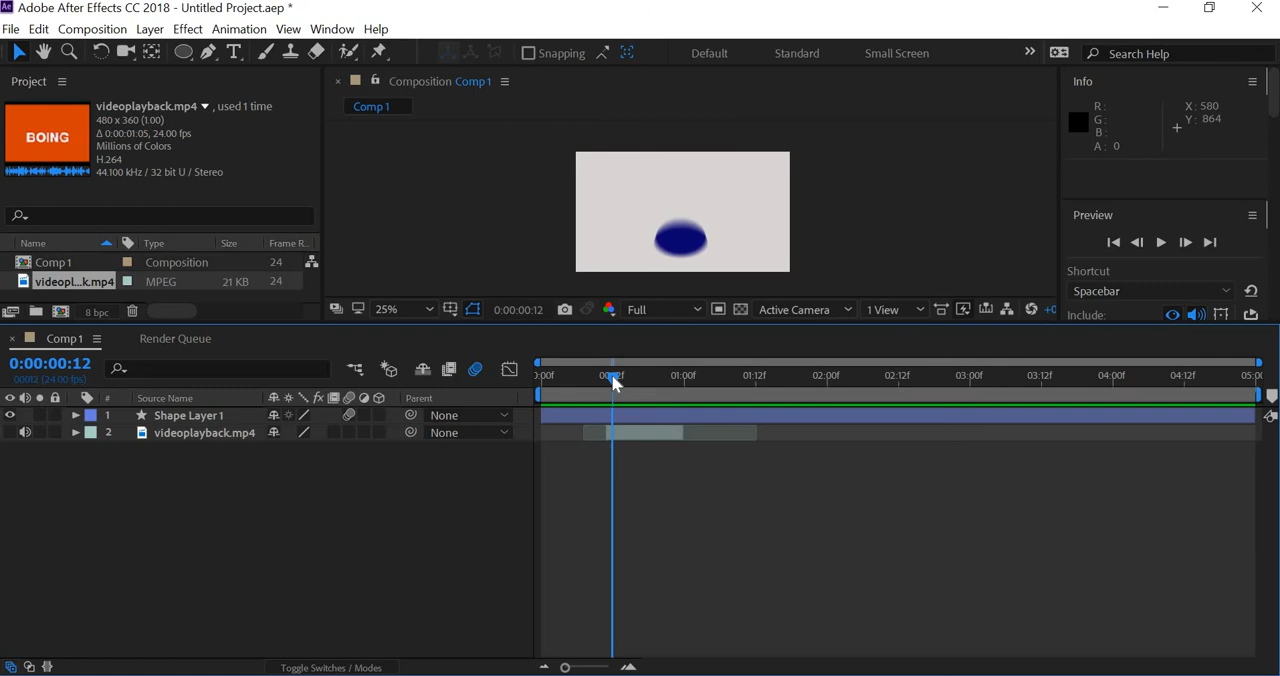 Adobe After Effects CC 2018 - Untitled Project.aep *
File Edit Composition Layer Effect Animation View Window Help
Snapping
Default Standard Small Screen
Search Help
Project
videoplayback.mp4 , used 1 time
480 x 360 (1.00)
Δ 0:00:01:05, 24.00 fps
Millions of Colors
H.264
44.100 kHz / 32 bit U / Stereo
BOING
Name Type Size Frame R...
Comp 1 Composition 24
videopl...k.mp4 MPEG 21 KB 24
8 bpc
Composition Comp 1
Comp 1
25% 0:00:00:12 Full Active Camera 1 View +0
Info
R: X: 580
G: Y: 864
B:
A: 0
Preview
Shortcut
Spacebar
Include:
Comp 1 Render Queue
0:00:00:12
00012 (24.00 fps)
):00f 01:00f 01:12f 02:00f 02:12f 03:00f 03:12f 04:00f 04:12f 05:00
# Source Name Parent
1 Shape Layer 1 None
2 videoplayback.mp4 None
Toggle Switches / Modes